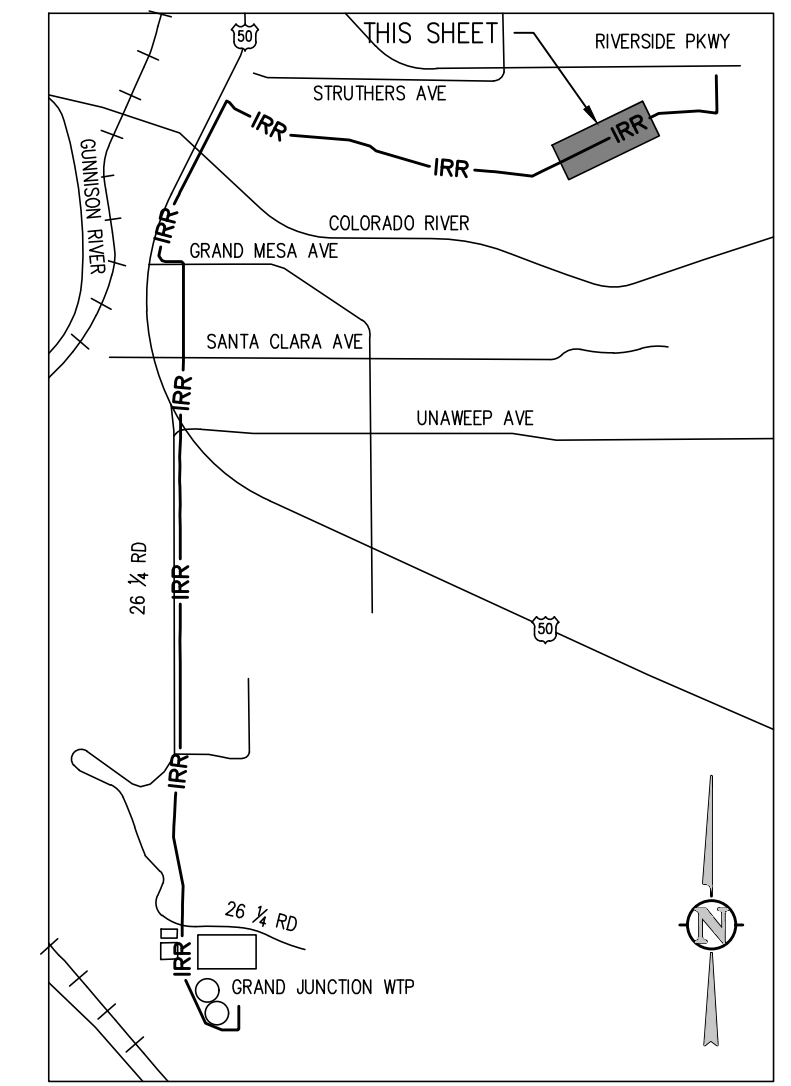 50
THIS SHEET
RIVERSIDE PKWY
STRUTHERS AVE
IRR
IRR
IRR
GUNNISON RIVER
IRR
COLORADO RIVER
GRAND MESA AVE
SANTA CLARA AVE
IRR
UNAWEEP AVE
26 ¼ RD
IRR
50
IRR
26 ¼ RD
IRR
GRAND JUNCTION WTP
N